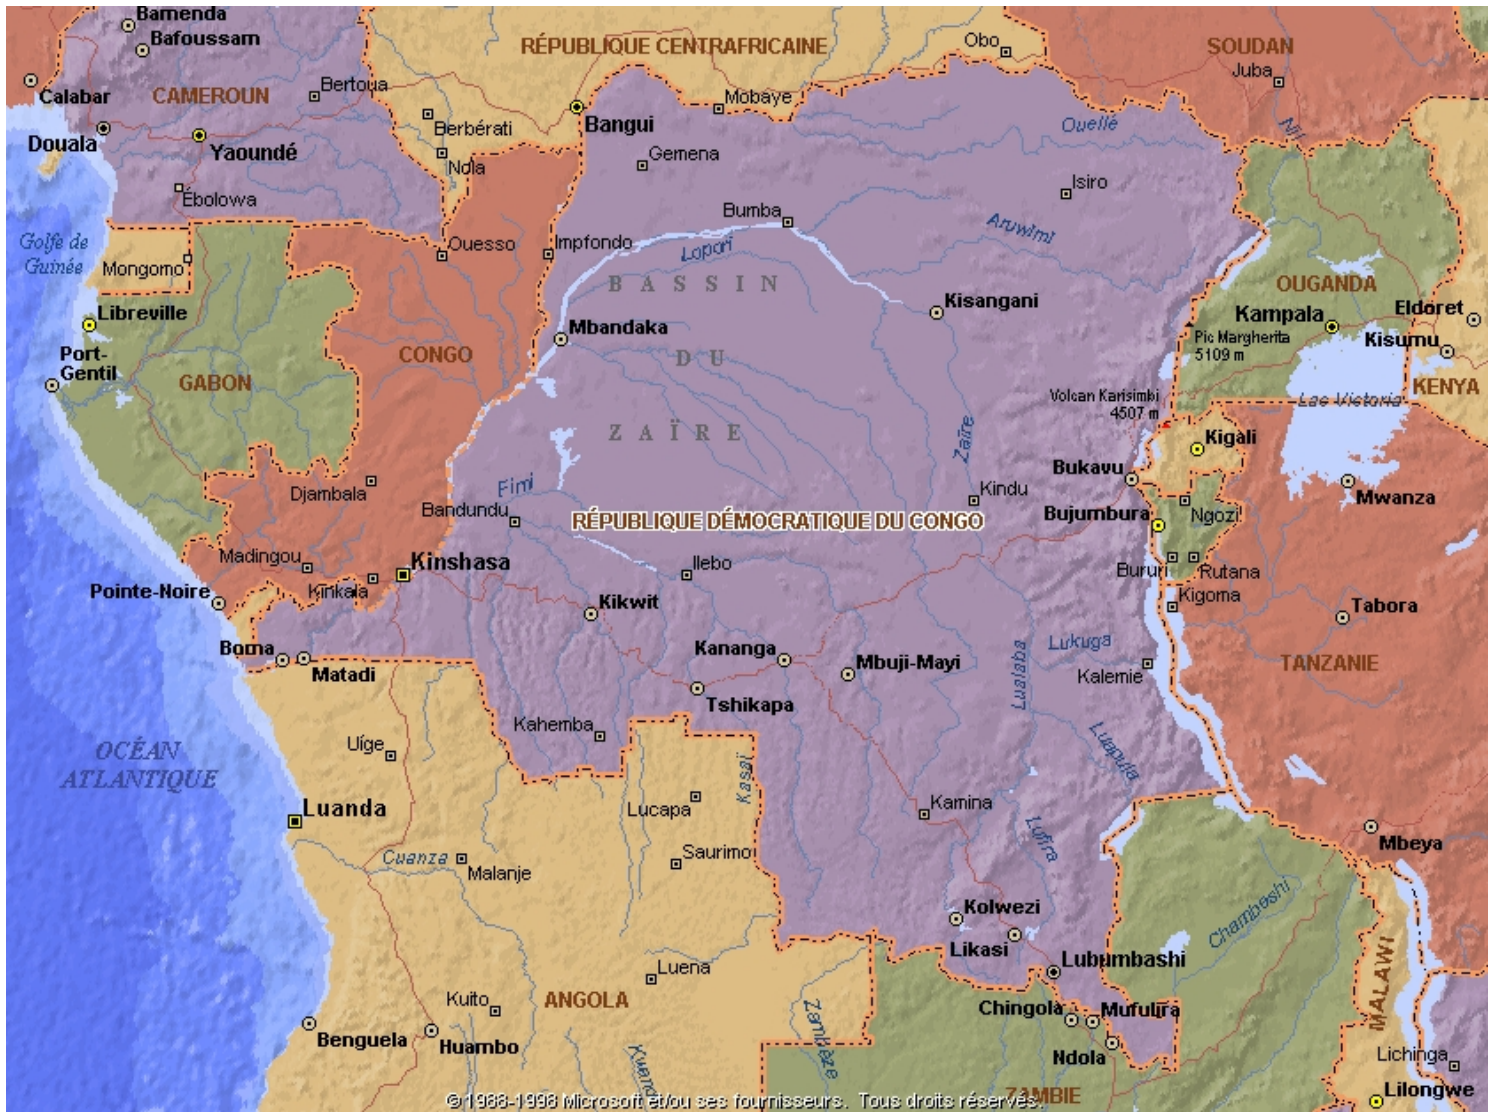 Bamenda
Bafoussam
RÉPUBLIQUE CENTRAFRICAINE
Obo
SOUDAN
Juba
Calabar
CAMEROUN
Bertoua
Mobaye
Berbérati
Bangui
Ouellé
Nil
Douala
Yaoundé
Nola
Gemena
Isiro
Ébolowa
Bumba
Aruwimi
Golfe de
Guinée
Mongomo
Ouesso
Impfondo
Lopori
BASSIN
OUGANDA
Libreville
Kisangani
Kampala
Eldoret
Mbandaka
Pic Margherita
5109 m
Kisumu
Port-
Gentil
GABON
CONGO
DU
KENYA
Volcan Karisimbi
4507 m
Lac Victoria
ZAÏRE
Zaïre
Kigali
Bukavu
Djambala
Fimi
Kindu
Mwanza
Bandundu
RÉPUBLIQUE DÉMOCRATIQUE DU CONGO
Bujumbura
Ngozi
Madingou
Kinshasa
Ilebo
Bururi
Rutana
Pointe-Noire
Kinkala
Kikwit
Kigoma
Tabora
Boma
Matadi
Kananga
Mbuji-Mayi
Lualaba
Lukuga
Kalemie
TANZANIE
Tshikapa
Kahemba
Uíge
OCÉAN
ATLANTIQUE
Kasaï
Luapula
Luanda
Lucapa
Kamina
Lufira
Mbeya
Cuanza
Malanje
Saurimo
Chambeshi
Kolwezi
Likasi
Lubumbashi
MALAWI
Luena
Kuito
ANGOLA
Zambèze
Chingola
Mufulira
Benguela
Huambo
Kuando
Ndola
Lichinga
ZAMBIE
Lilongwe
© 1988-1998 Microsoft et/ou ses fournisseurs. Tous droits réservés.